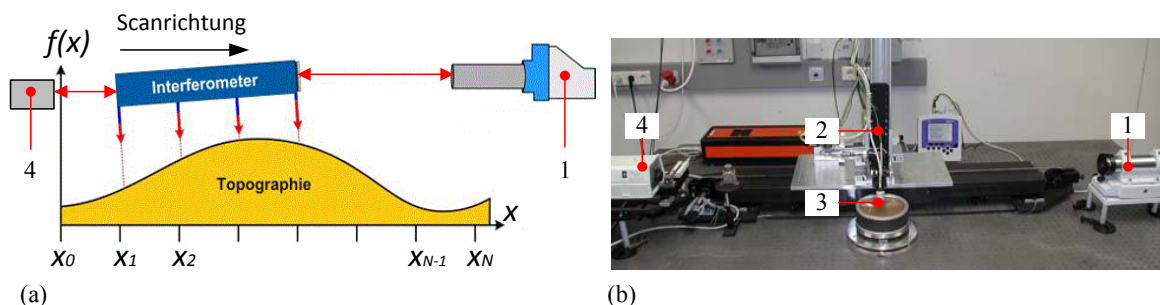 Scanrichtung
f(x)
Interferometer
4
1
Topographie
x
x0 x1 x2 xN-1 xN
(a)
4
2
1
3
(b)